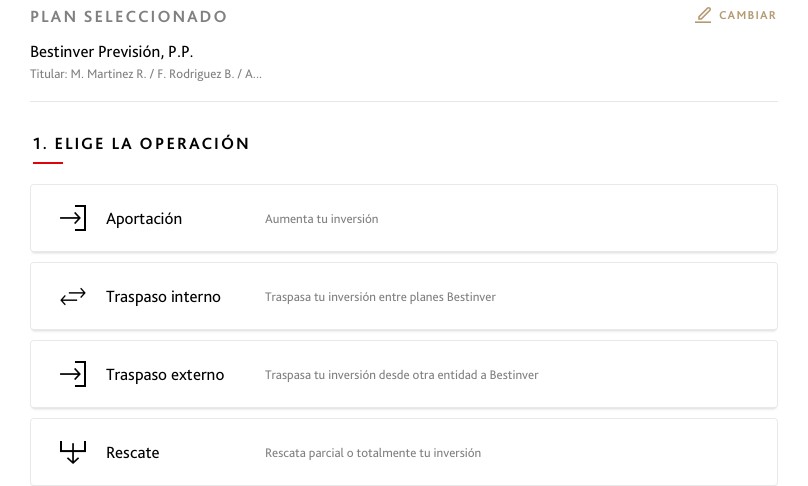 PLAN SELECCIONADO
CAMBIAR
Bestinver Previsión, P.P.
Titular: M. Martinez R. / F. Rodriguez B. / A...
1. ELIGE LA OPERACIÓN
Aportación
Aumenta tu inversión
Traspaso interno
Traspasa tu inversión entre planes Bestinver
Traspaso externo
Traspasa tu inversión desde otra entidad a Bestinver
Rescate
Rescata parcial o totalmente tu inversión